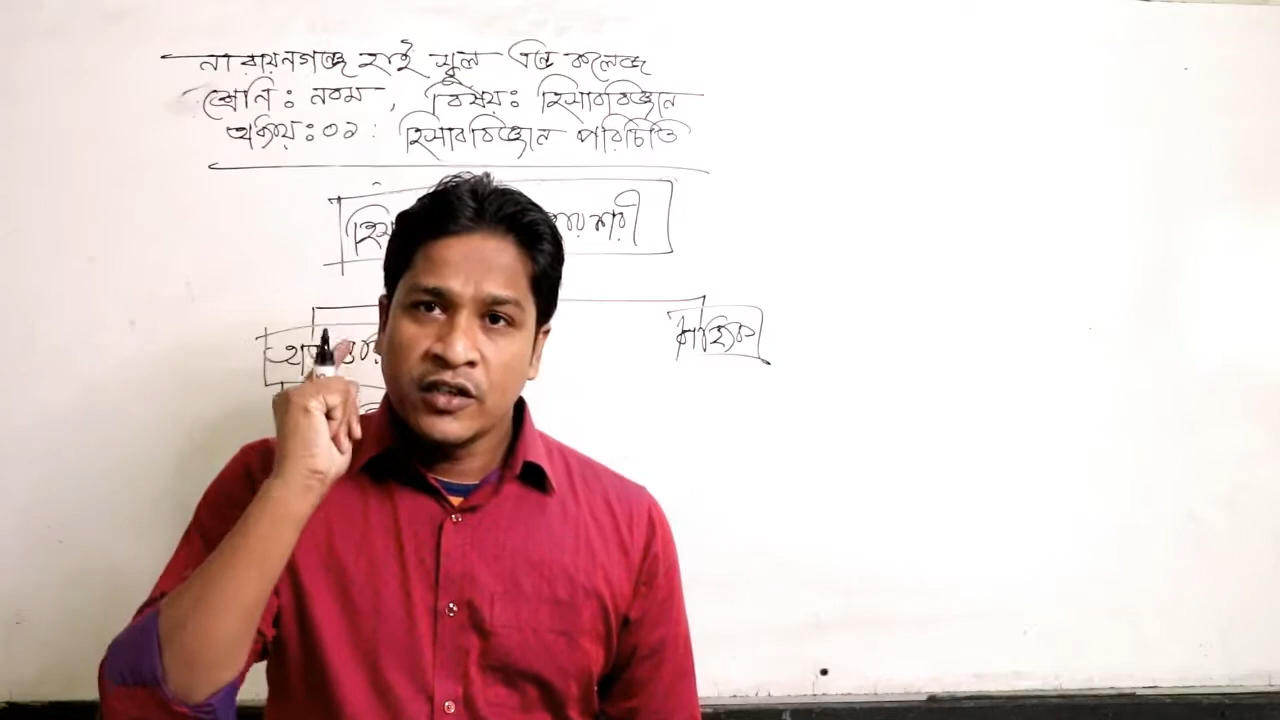 নারায়নগঞ্জ হাই স্কুল এন্ড কলেজ
শ্রেনি : নবম , বিষয় : হিসাববিজ্ঞান
অধ্যায় : ০১ : হিসাববিজ্ঞান পরিচিতি
বাহ্যিক